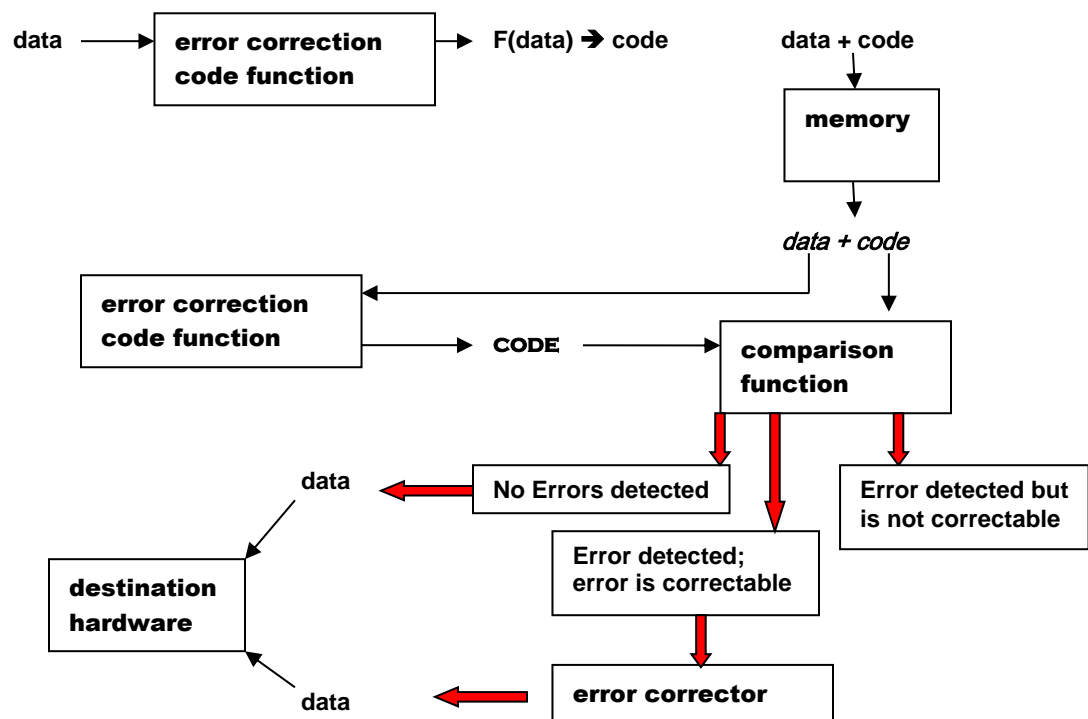 data
error correction
code function
F(data) ➔ code
data + code
memory
data + code
error correction
code function
CODE
comparison
function
data
No Errors detected
Error detected but
is not correctable
Error detected;
error is correctable
destination
hardware
data
error corrector